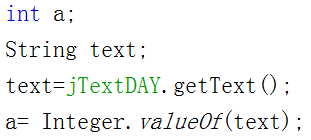 int a;
String text;
text=jTextDAY.getText();
a= Integer.valueOf(text);